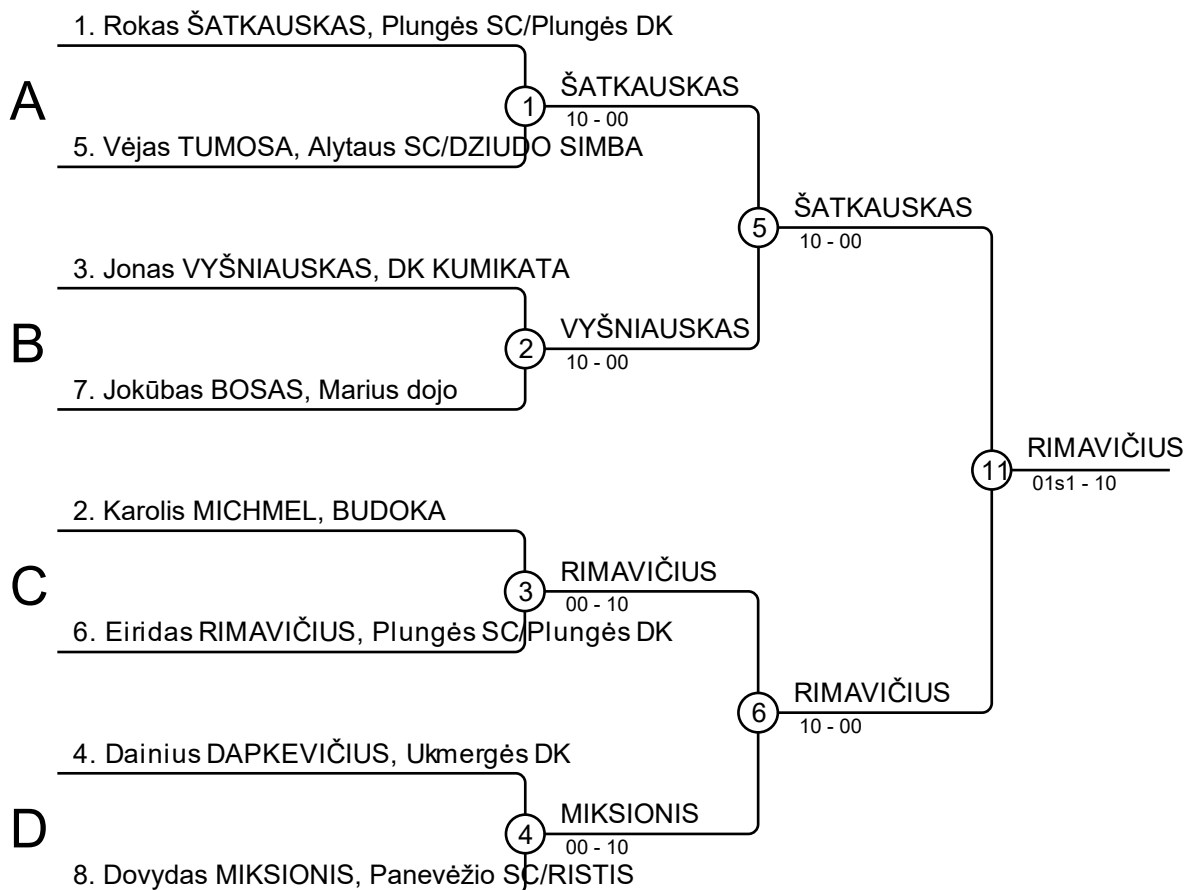 1. Rokas ŠATKAUSKAS, Plungės SC/Plungės DK
A
1
ŠATKAUSKAS
10 - 00
5. Vėjas TUMOSA, Alytaus SC/DZIUDO SIMBA
5
ŠATKAUSKAS
10 - 00
3. Jonas VYŠNIAUSKAS, DK KUMIKATA
B
2
VYŠNIAUSKAS
10 - 00
7. Jokūbas BOSAS, Marius dojo
11
RIMAVIČIUS
01s1 - 10
2. Karolis MICHMEL, BUDOKA
C
3
RIMAVIČIUS
00 - 10
6. Eiridas RIMAVIČIUS, Plungės SC/Plungės DK
6
RIMAVIČIUS
10 - 00
4. Dainius DAPKEVIČIUS, Ukmergės DK
D
4
MIKSIONIS
00 - 10
8. Dovydas MIKSIONIS, Panevėžio SC/RISTIS